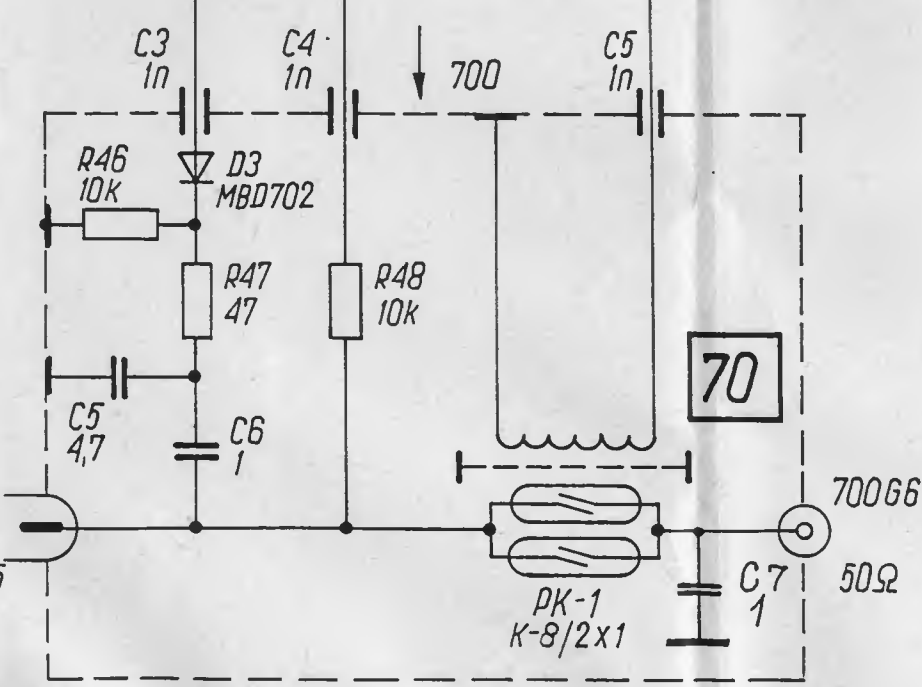 C3
1n
C4
1n
700
C5
1n
R46
10K
D3
MBD702
R47
47
R48
10K
70
C5
4,7
C6
1
700G6
50Ω
PK-1
K-8/2x1
C7
1